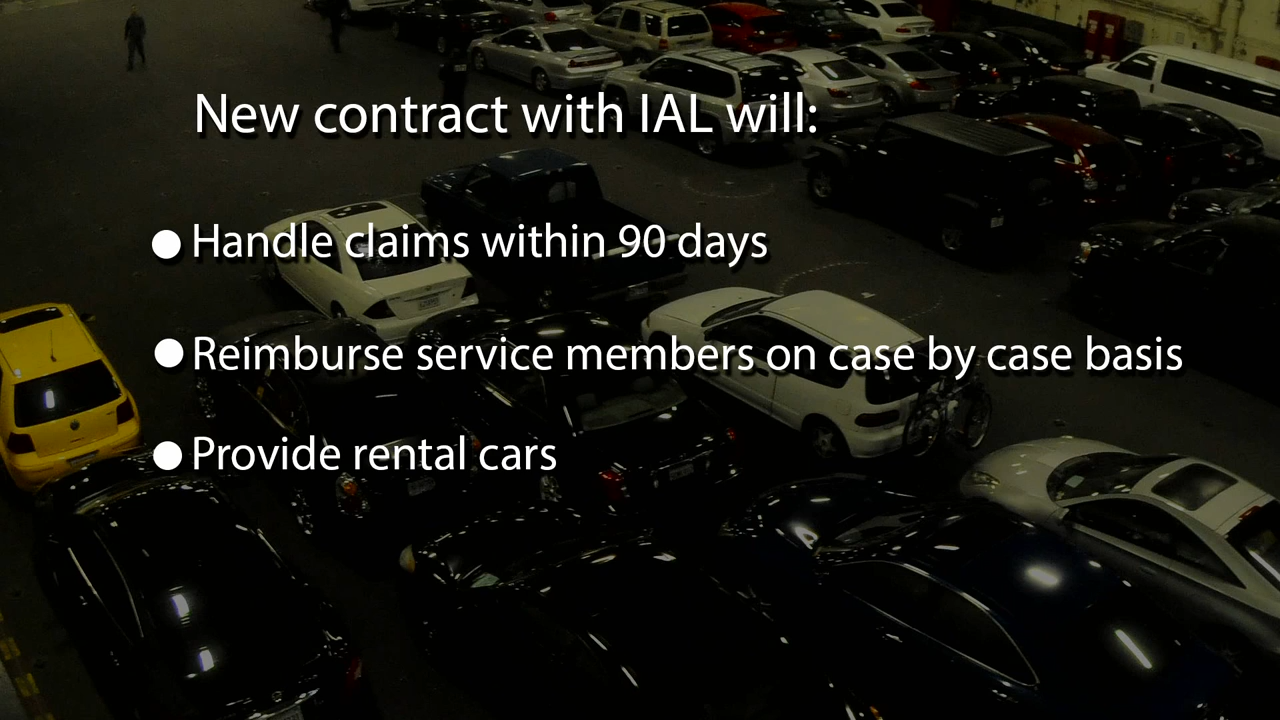 New contract with IAL will:
Handle claims within 90 days
Reimburse service members on case by case basis
Provide rental cars